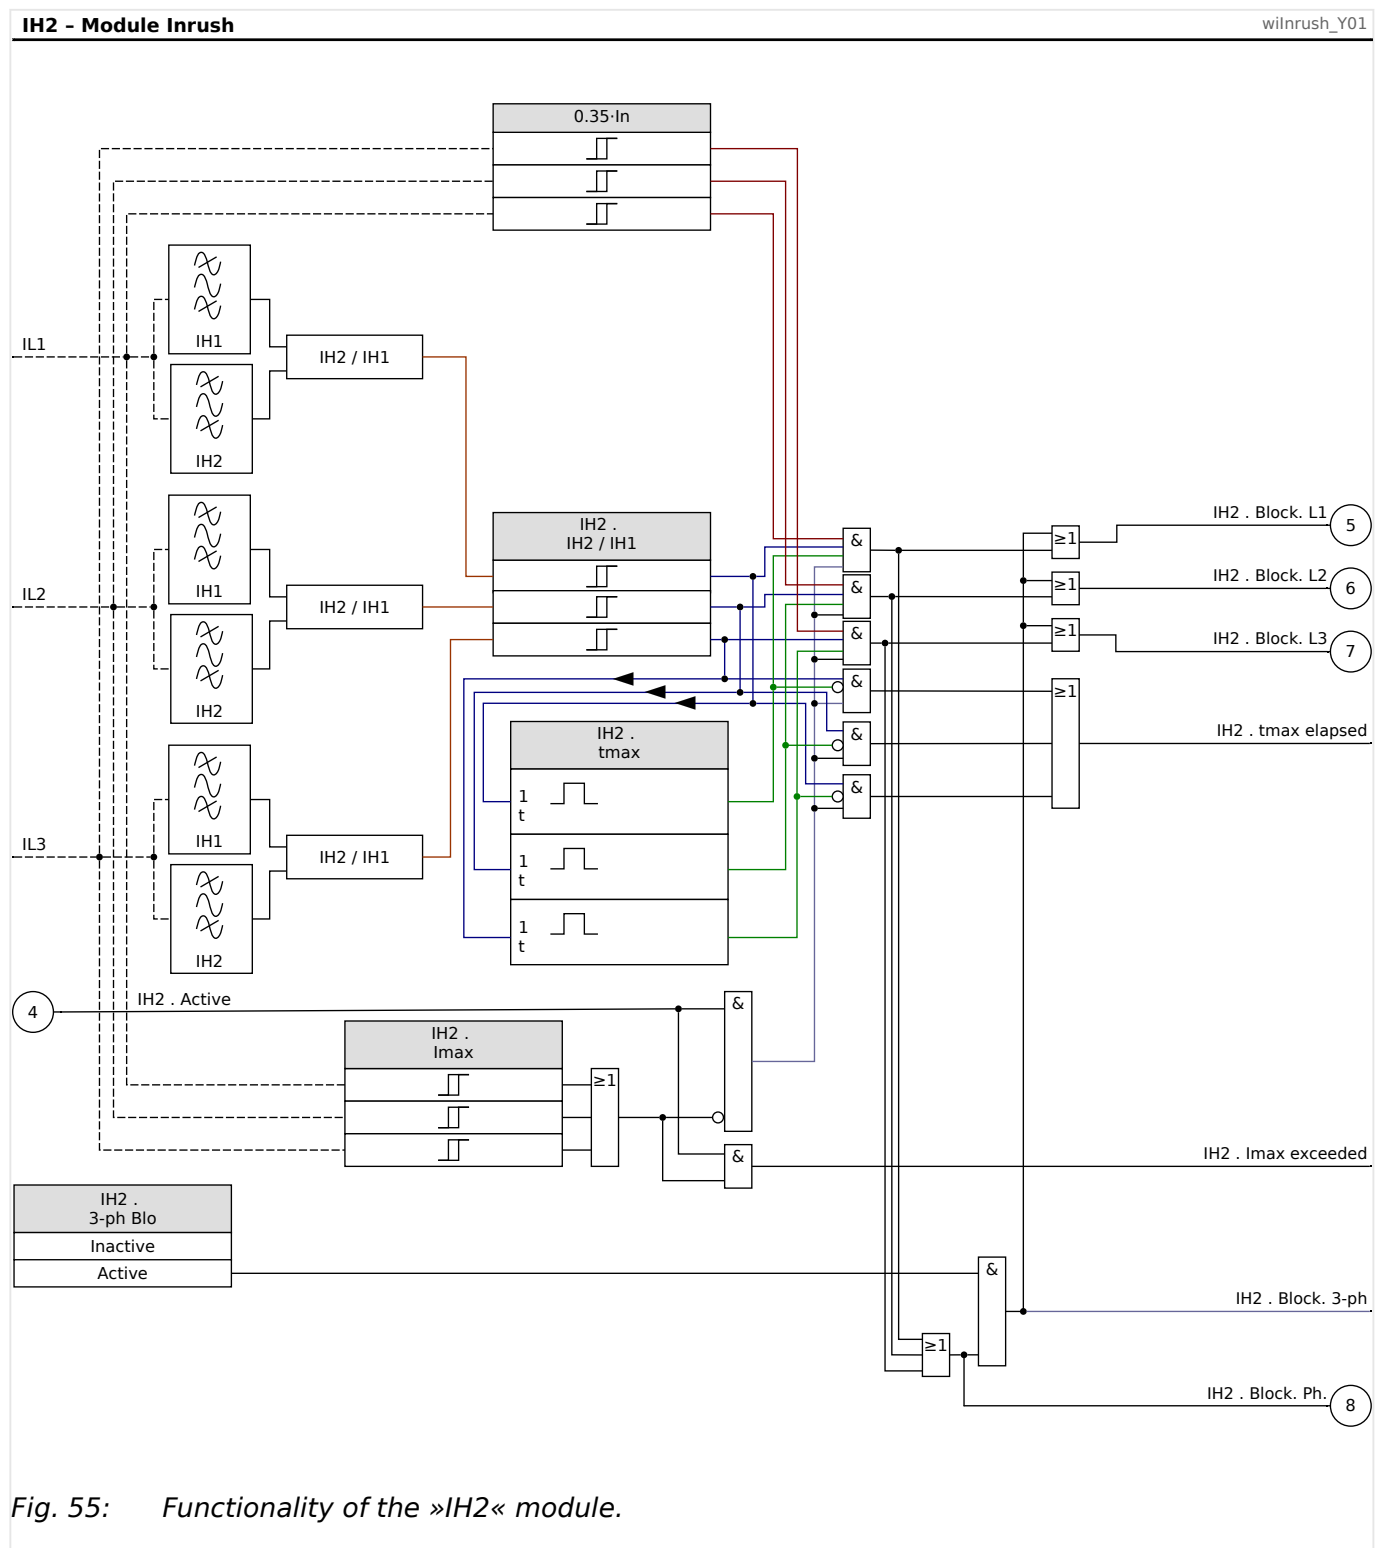 IH2 – Module Inrush
wiInrush_Y01
0.35·In
IH1
IL1
IH2 / IH1
IH2
IH1
IL2
IH2 / IH1
IH2
IH1
IL3
IH2 / IH1
IH2
IH2 .
IH2 / IH1
&
&
&
&
&
&
≥1
≥1
≥1
≥1
IH2 . Block. L1
5
IH2 . Block. L2
6
IH2 . Block. L3
7
IH2 . tmax elapsed
IH2 .
tmax
1
t
1
t
1
t
4
IH2 . Active
IH2 .
Imax
≥1
&
&
IH2 . Imax exceeded
IH2 .
3-ph Blo
Inactive
Active
&
IH2 . Block. 3-ph
≥1
IH2 . Block. Ph.
8
Fig. 55: Functionality of the »IH2« module.